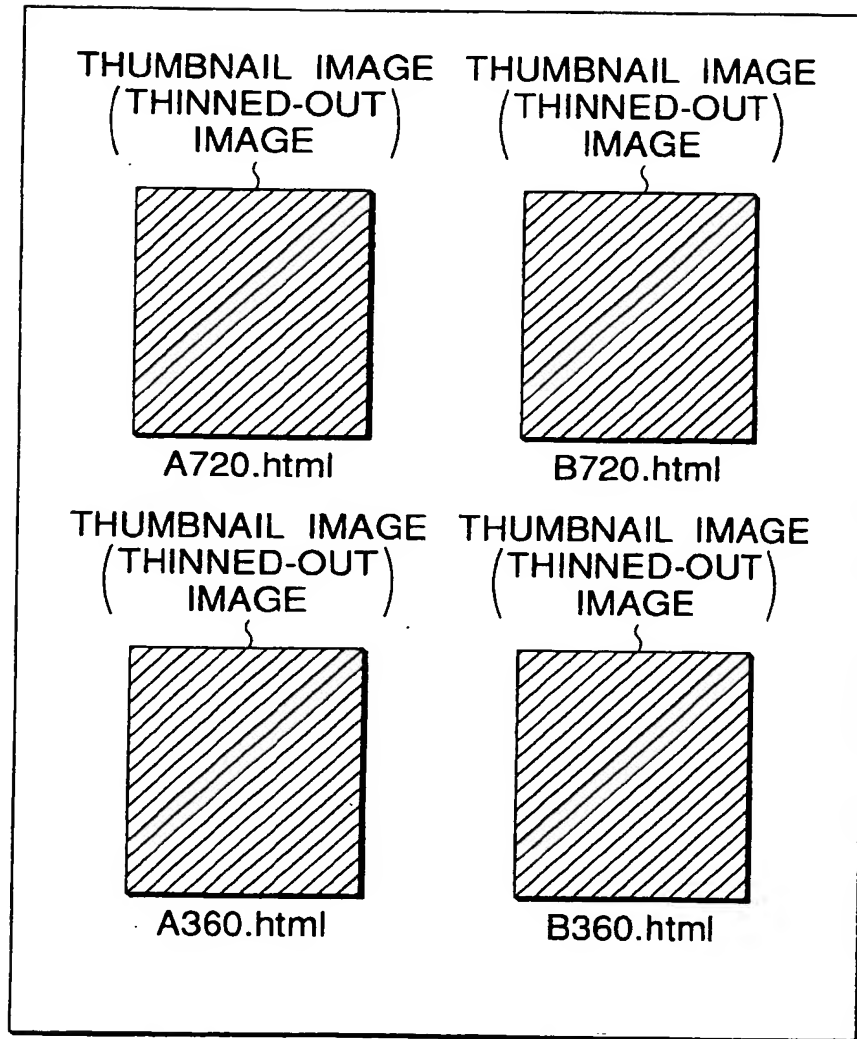 THUMBNAIL IMAGE
(THINNED-OUT)
IMAGE
A720.html
THUMBNAIL IMAGE
(THINNED-OUT)
IMAGE
B720.html
THUMBNAIL IMAGE
(THINNED-OUT)
IMAGE
A360.html
THUMBNAIL IMAGE
(THINNED-OUT)
IMAGE
B360.html